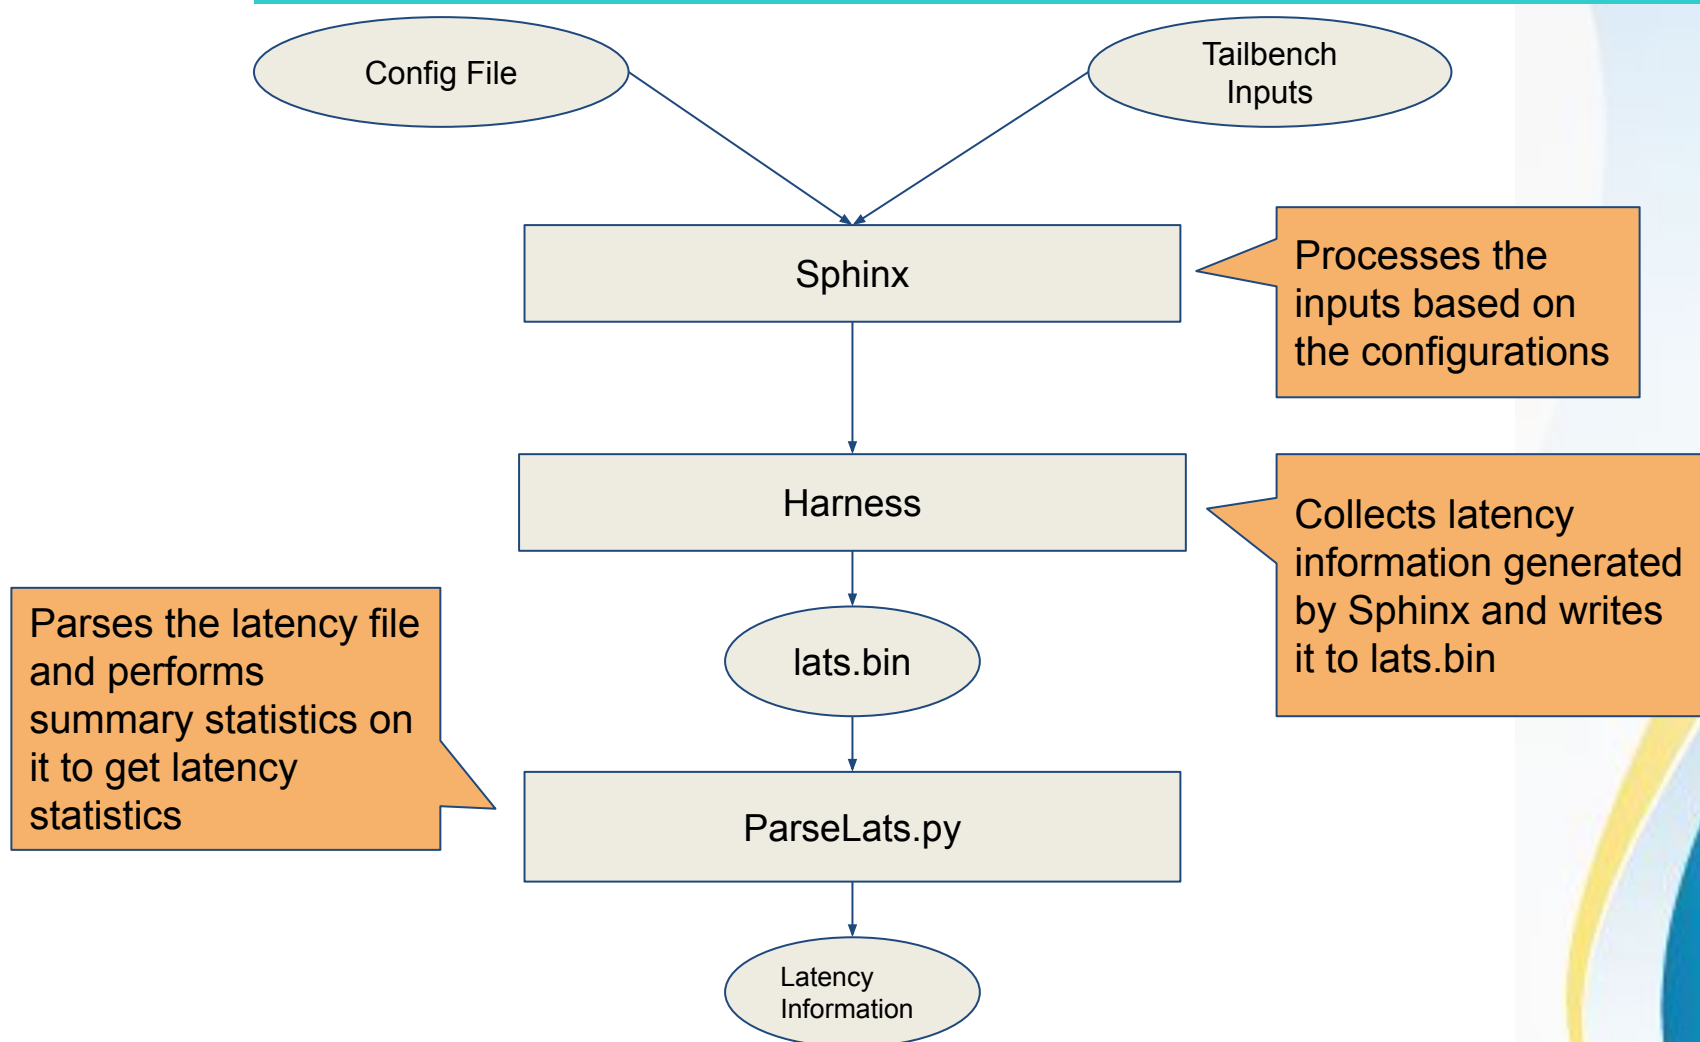 Config File
Tailbench
Inputs
Sphinx
Processes the
inputs based on
the configurations
Harness
Collects latency
information generated
by Sphinx and writes
it to lats.bin
Parses the latency file
and performs
summary statistics on
it to get latency
statistics
lats.bin
ParseLats.py
Latency
Information